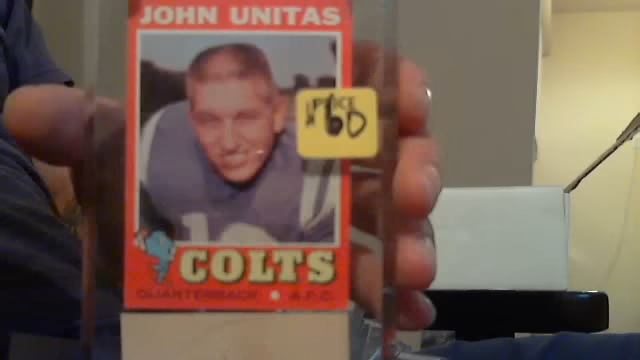 JOHN UNITAS
PRICE
$60
COLTS
QUARTERBACK • A.F.C.